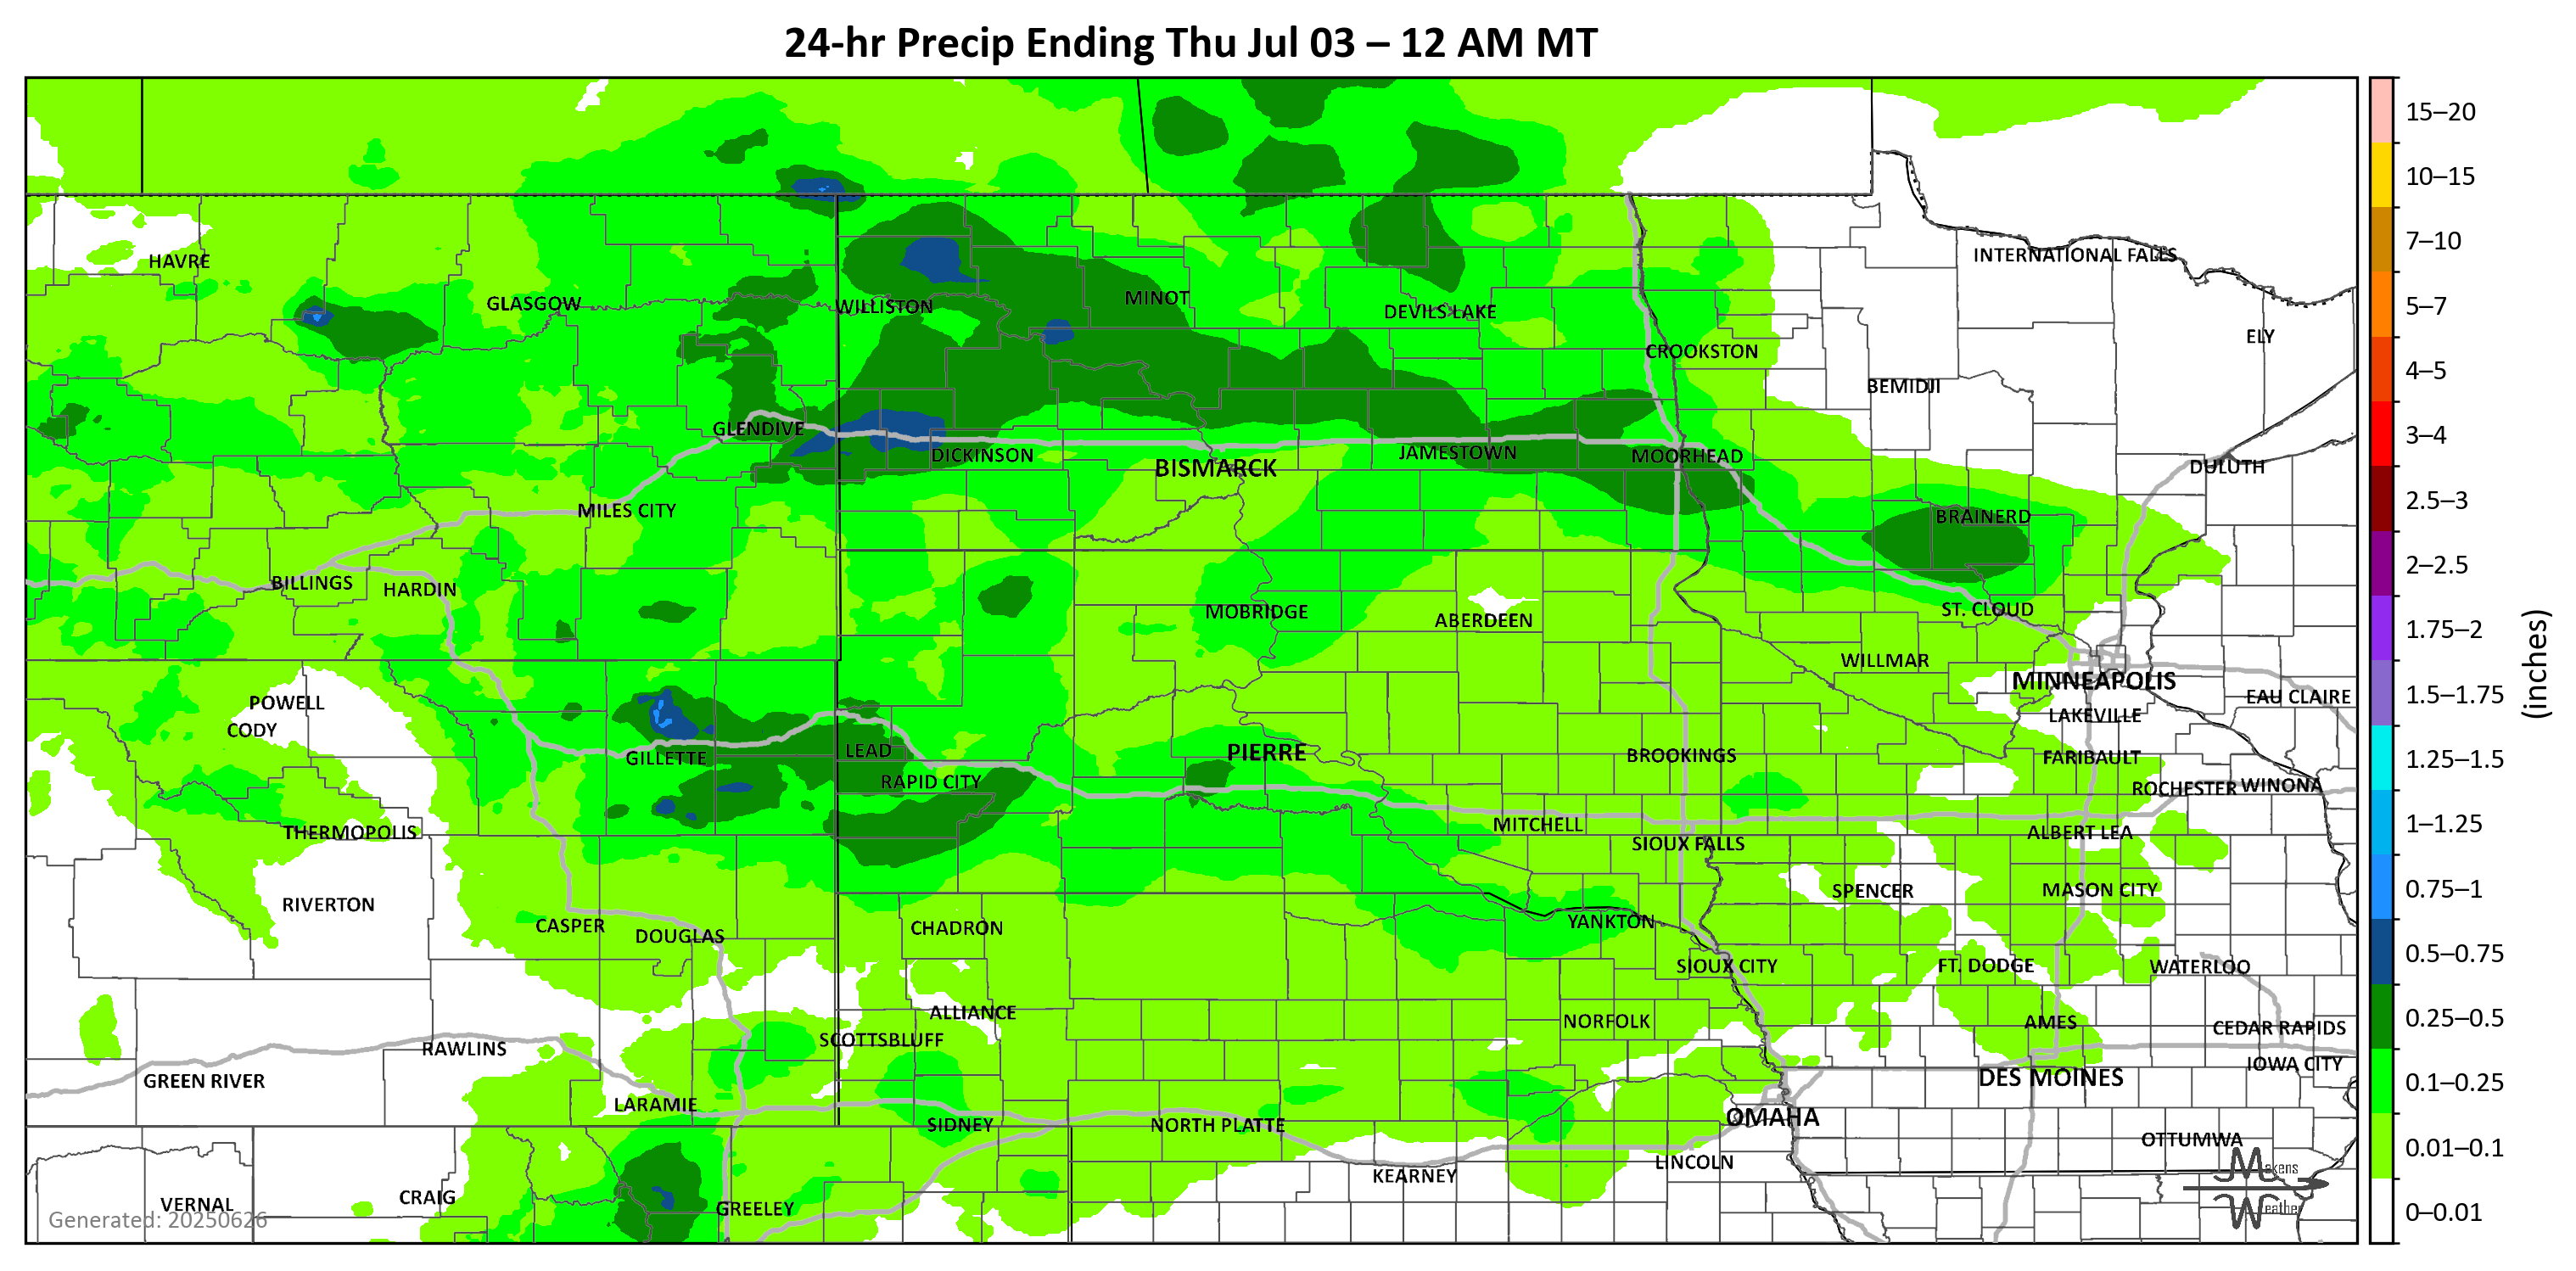 24-hr Precip Ending Thu Jul 03 – 12 AM MT
15–20
10–15
7–10
5–7
4–5
3–4
2.5–3
2–2.5
1.75–2
1.5–1.75
1.25–1.5
1–1.25
0.75–1
0.5–0.75
0.25–0.5
0.1–0.25
0.01–0.1
0–0.01
(inches)
HAVRE
GLASGOW
WILLISTON
MINOT
DEVILS LAKE
INTERNATIONAL FALLS
ELY
CROOKSTON
BEMIDJI
GLENDIVE
DICKINSON
BISMARCK
JAMESTOWN
MOORHEAD
DULUTH
MILES CITY
BRAINERD
BILLINGS
HARDIN
MOBRIDGE
ABERDEEN
ST. CLOUD
WILLMAR
MINNEAPOLIS
POWELL
CODY
EAU CLAIRE
LAKEVILLE
GILLETTE
LEAD
PIERRE
BROOKINGS
FARIBAULT
RAPID CITY
ROCHESTER
WINONA
THERMOPOLIS
MITCHELL
ALBERT LEA
SIOUX FALLS
RIVERTON
SPENCER
MASON CITY
CASPER
DOUGLAS
CHADRON
YANKTON
SIOUX CITY
FT. DODGE
WATERLOO
ALLIANCE
NORFOLK
AMES
CEDAR RAPIDS
RAWLINS
SCOTTSBLUFF
IOWA CITY
GREEN RIVER
DES MOINES
LARAMIE
SIDNEY
NORTH PLATTE
OMAHA
OTTUMWA
LINCOLN
KEARNEY
VERNAL
CRAIG
GREELEY
Makens
Weather
Generated: 20250626